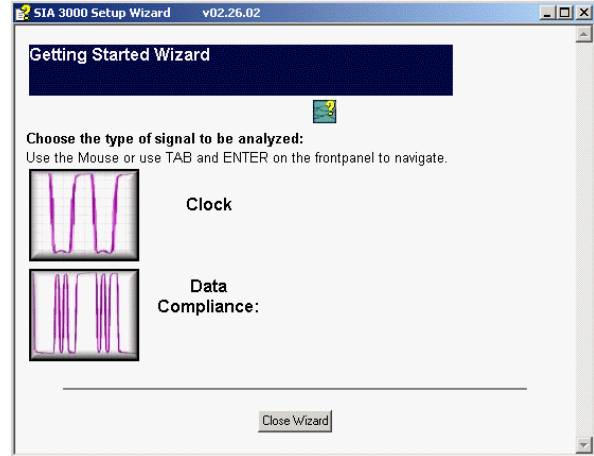 SIA 3000 Setup Wizard v02.26.02
Getting Started Wizard
Choose the type of signal to be analyzed:
Use the Mouse or use TAB and ENTER on the frontpanel to navigate.
Clock
Data
Compliance:
Close Wizard